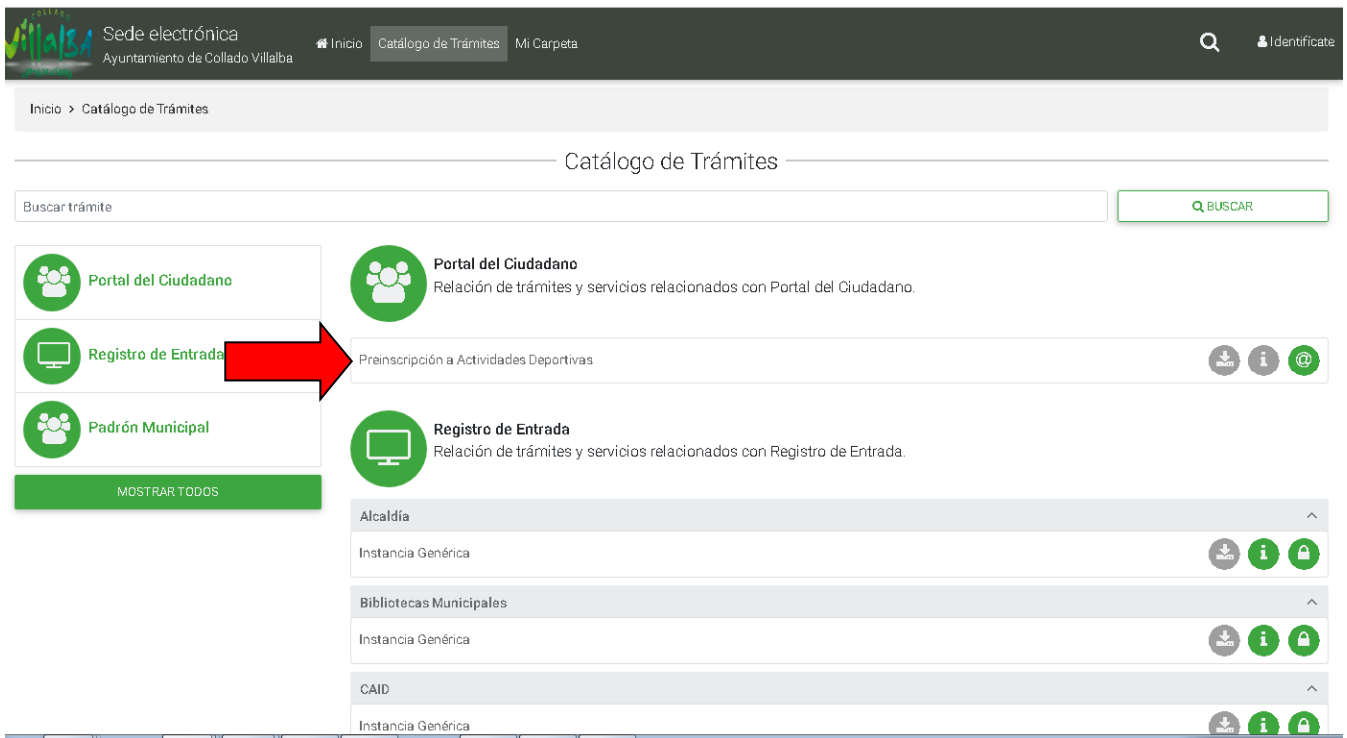 COLLADO
Villalba
Sede electrónica
Ayuntamiento de Collado Villalba
Inicio
Catálogo de Trámites
Mi Carpeta
Identifícate
Inicio > Catálogo de Trámites
Catálogo de Trámites
Buscar trámite
BUSCAR
Portal del Ciudadano
Registro de Entrada
Padrón Municipal
MOSTRAR TODOS
Portal del Ciudadano
Relación de trámites y servicios relacionados con Portal del Ciudadano.
Preinscripción a Actividades Deportivas
Registro de Entrada
Relación de trámites y servicios relacionados con Registro de Entrada.
Alcaldía
Instancia Genérica
Bibliotecas Municipales
Instancia Genérica
CAID
Instancia Genérica